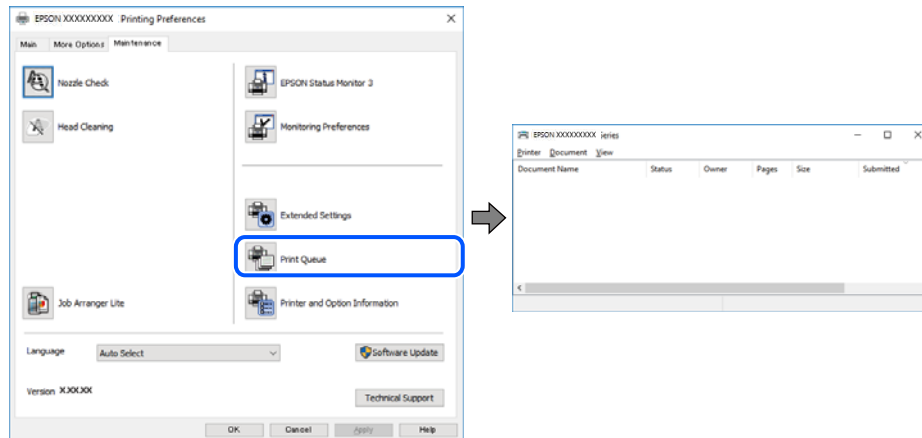 EPSON XXXXXXXXX Printing Preferences
Main More Options Maintenance
Nozzle Check
EPSON Status Monitor 3
Head Cleaning
Monitoring Preferences
Extended Settings
Print Queue
Job Arranger Lite
Printer and Option Information
Language Auto Select
Software Update
Version X.XX.XX
Technical Support
OK Cancel Apply Help
EPSON XXXXXXXXX ieries
Printer Document View
Document Name Status Owner Pages Size Submitted